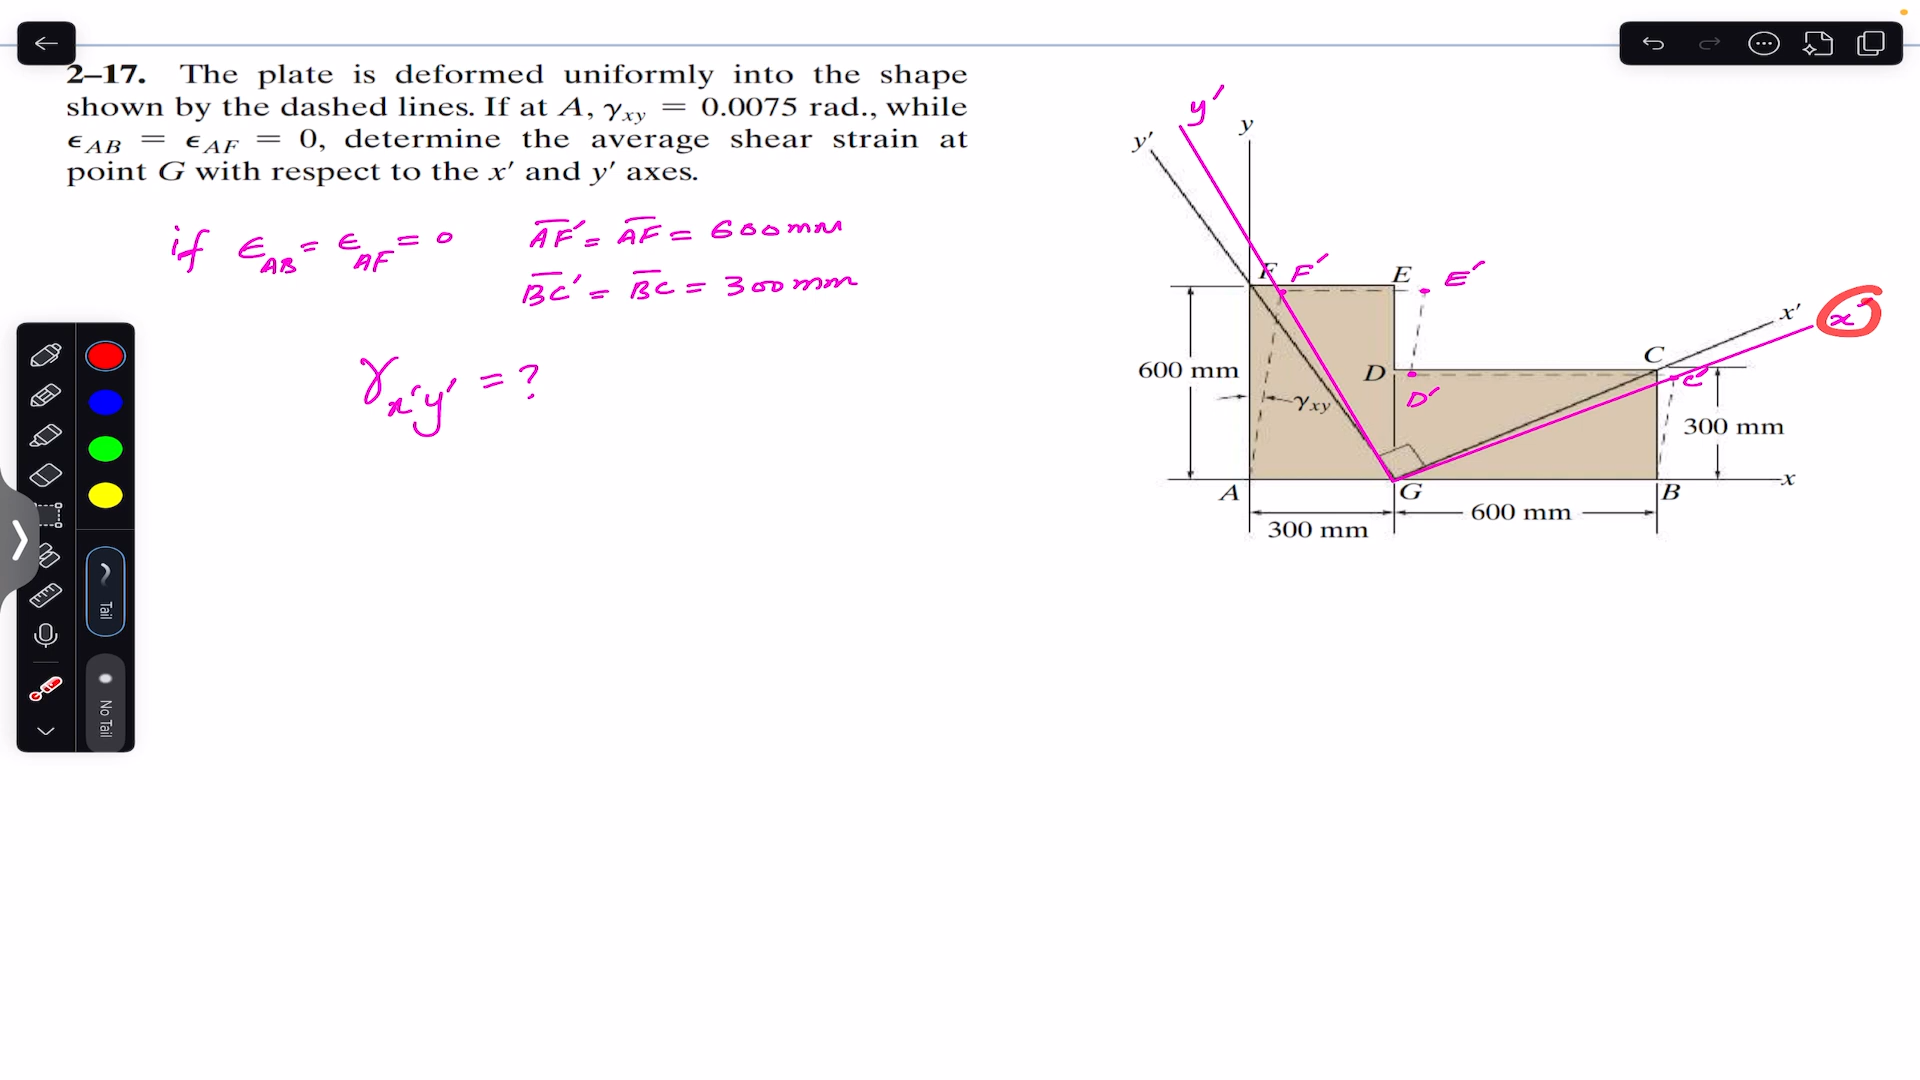 2–17. The plate is deformed uniformly into the shape
shown by the dashed lines. If at A, γxy = 0.0075 rad., while
ϵAB = ϵAF = 0, determine the average shear strain at
point G with respect to the x′ and y′ axes.
if ϵAB = ϵAF = 0 AF′ = AF = 600mm
BC′ = BC = 300mm
γx′y′ = ?
y′
y
y′
F F′ E E′
x′ x′
600 mm
D
C
C′
D′
γxy
300 mm
A G B x
600 mm
300 mm
Tail
No Tail